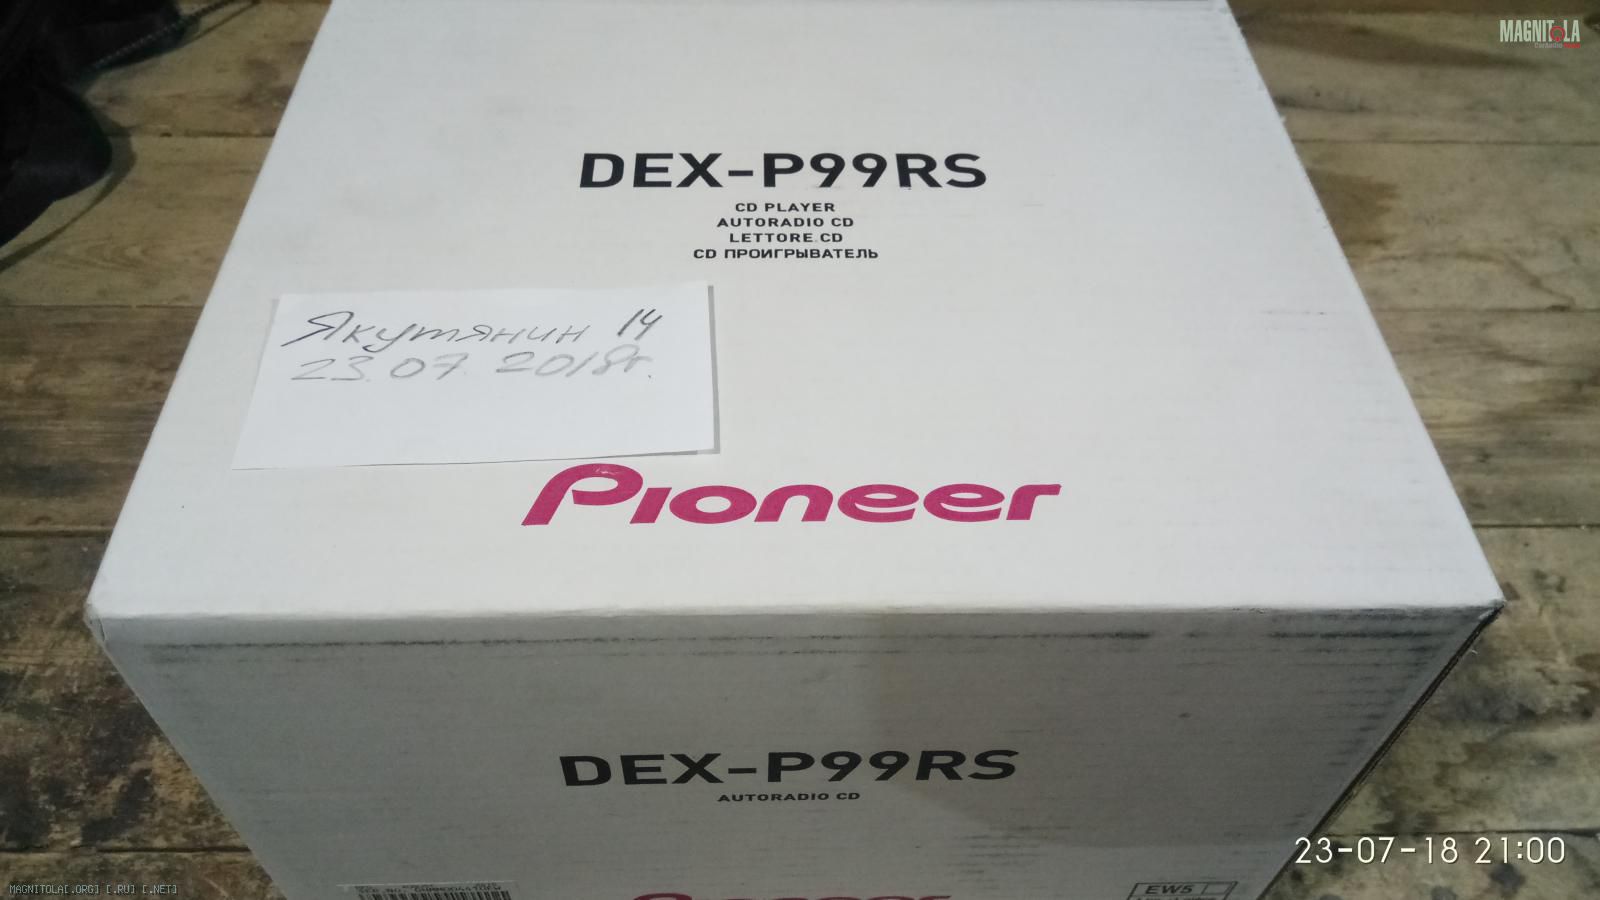 MAGNITOLA
DEX-P99RS
CD PLAYER
AUTORADIO CD
LETTORE CD
CD ПРОИГРЫВАТЕЛЬ
Якутянин 14
23.07.2018г.
Pioneer
DEX-P99RS
AUTORADIO CD
23-07-18 21:00
EW5
Pioneer
MAGNITOLA[.ORG] [.RU] [.NET]